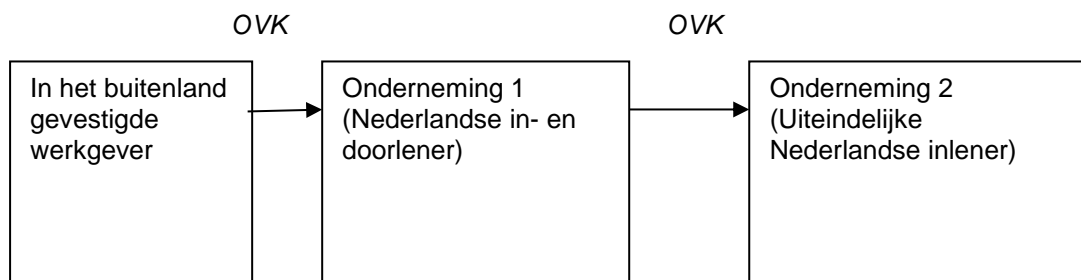 OVK
OVK
In het buitenland
gevestigde
werkgever
Onderneming 1
(Nederlandse in- en
doorlener)
Onderneming 2
(Uiteindelijke
Nederlandse inlener)